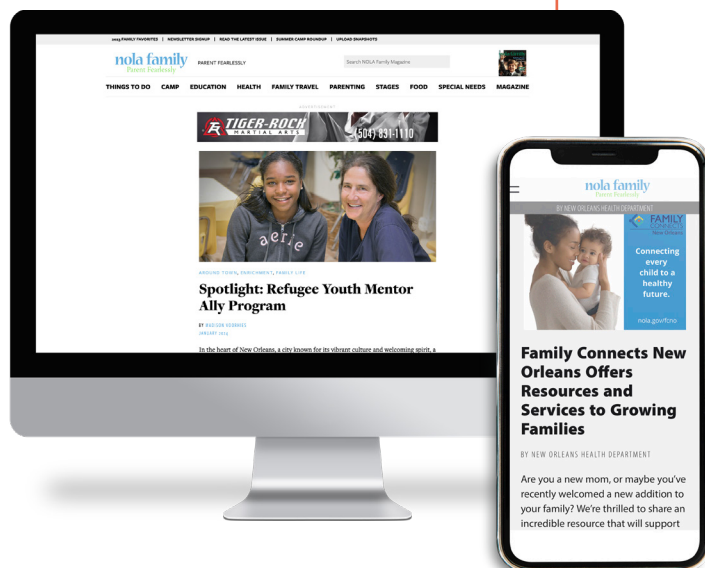 2024 FAMILY FAVORITES | NEWSLETTER SIGNUP | READ THE LATEST ISSUE | SUMMER CAMP ROUNDUP | UPLOAD SNAPSHOTS
nola family
Parent Fearlessly
PARENT FEARLESSLY
Search NOLA Family Magazine
THINGS TO DO CAMP EDUCATION HEALTH FAMILY TRAVEL PARENTING STAGES FOOD SPECIAL NEEDS MAGAZINE
ADVERTISEMENT
TIGER-ROCK
MARTIAL ARTS
(504) 831-1110
aerie
AROUND TOWN, ENRICHMENT, FAMILY LIFE
Spotlight: Refugee Youth Mentor
Ally Program
BY MADISON
JANUARY 2024
In the heart of New Orleans, a city known for its vibrant culture and welcoming spirit, a
nola family
Parent Fearlessly
BY NEW ORLEANS HEALTH DEPARTMENT
FAMILY
CONNECTS
New Orleans
Connecting
every
child to a
healthy
future.
nola.gov/fcno
Family Connects New
Orleans Offers
Resources and
Services to Growing
Families
BY NEW ORLEANS HEALTH DEPARTMENT
Are you a new mom, or maybe you've
recently welcomed a new addition to
your family? We're thrilled to share an
incredible resource that will support